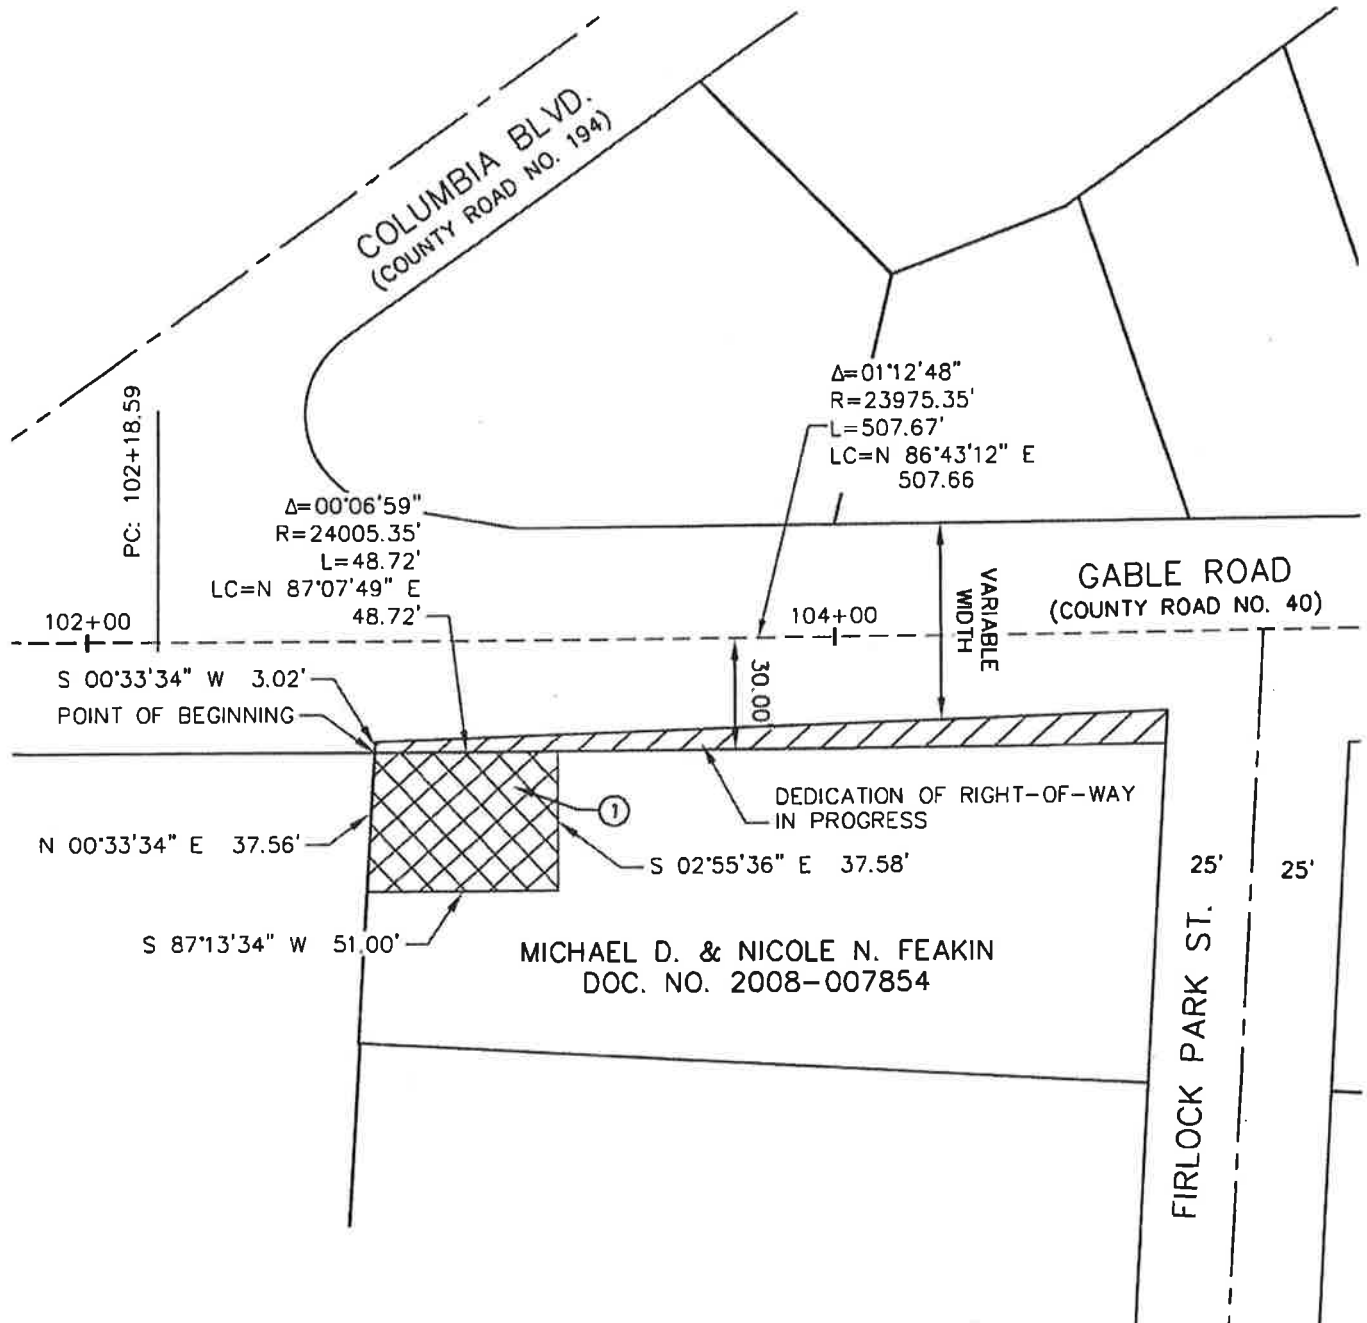 COLUMBIA BLVD.
(COUNTY ROAD NO. 194)
PC: 102+18.59
Δ=01°12'48"
R=23975.35'
L=507.67'
LC=N 86°43'12" E
507.66
Δ=00°06'59"
R=24005.35'
L=48.72'
LC=N 87°07'49" E
48.72'
VARIABLE
WIDTH
GABLE ROAD
(COUNTY ROAD NO. 40)
102+00
104+00
30.00'
S 00°33'34" W 3.02'
POINT OF BEGINNING
DEDICATION OF RIGHT-OF-WAY
IN PROGRESS
1
N 00°33'34" E 37.56'
S 02°55'36" E 37.58'
25'
25'
S 87°13'34" W 51.00'
MICHAEL D. & NICOLE N. FEAKIN
DOC. NO. 2008-007854
FIRLOCK PARK ST.